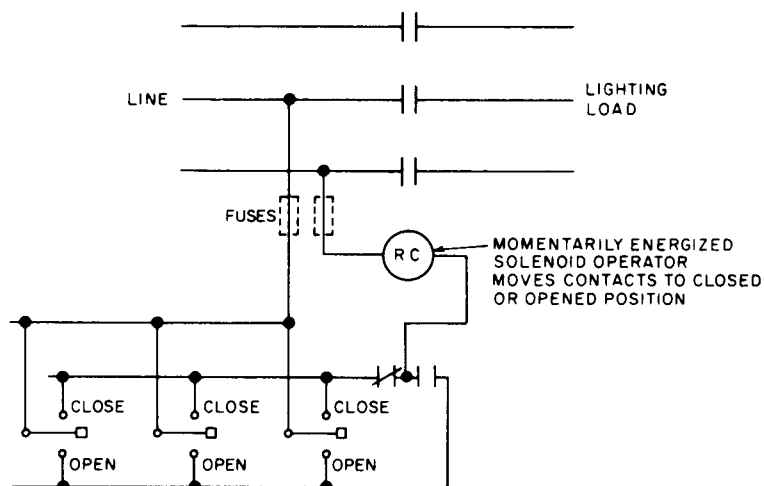 LINE
LIGHTING
LOAD
FUSES
RC
MOMENTARILY ENERGIZED
SOLENOID OPERATOR
MOVES CONTACTS TO CLOSED
OR OPENED POSITION
CLOSE CLOSE CLOSE
OPEN OPEN OPEN